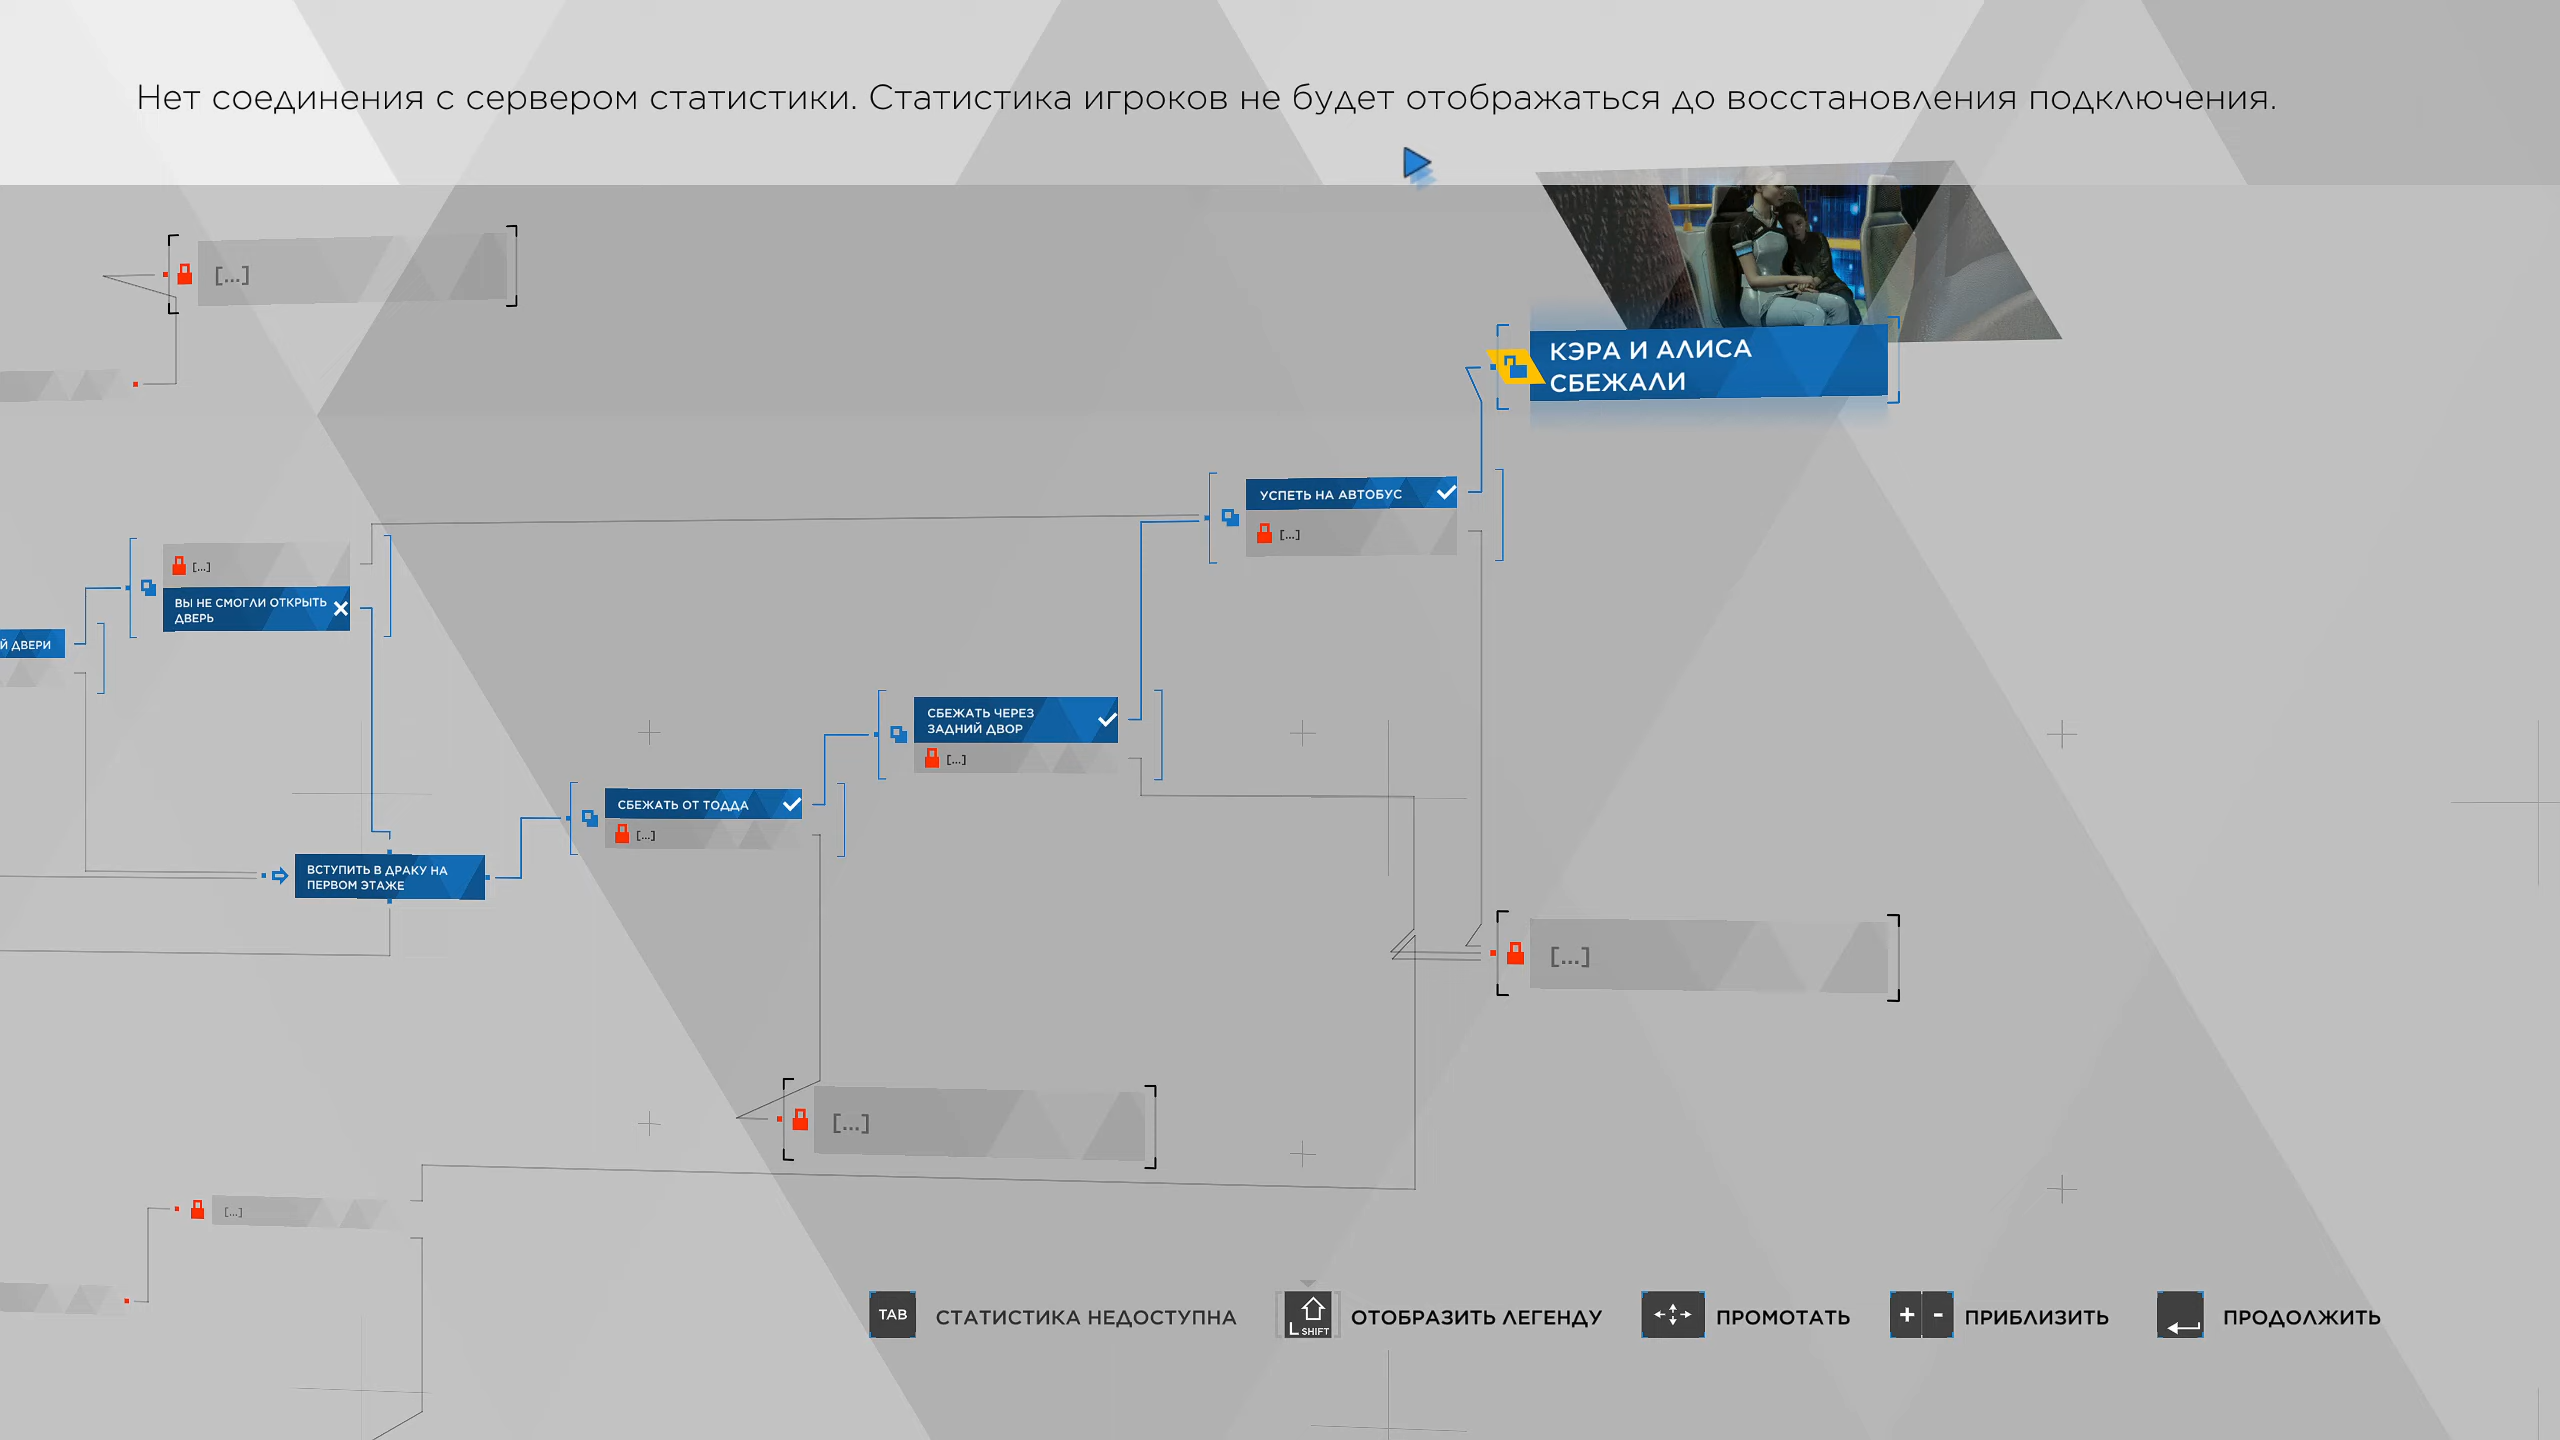 Нет соединения с сервером статистики. Статистика игроков не будет отображаться до восстановления подключения.
[...]
КЭРА И АЛИСА
СБЕЖАЛИ
УСПЕТЬ НА АВТОБУС
[...]
[...]
ВЫ НЕ СМОГЛИ ОТКРЫТЬ
ДВЕРЬ
Й ДВЕРИ
СБЕЖАТЬ ЧЕРЕЗ
ЗАДНИЙ ДВОР
[...]
СБЕЖАТЬ ОТ ТОДДА
[...]
ВСТУПИТЬ В ДРАКУ НА
ПЕРВОМ ЭТАЖЕ
[...]
[...]
[...]
TAB СТАТИСТИКА НЕДОСТУПНА L SHIFT ОТОБРАЗИТЬ ЛЕГЕНДУ ПРОМОТАТЬ + - ПРИБЛИЗИТЬ ПРОДОЛЖИТЬ